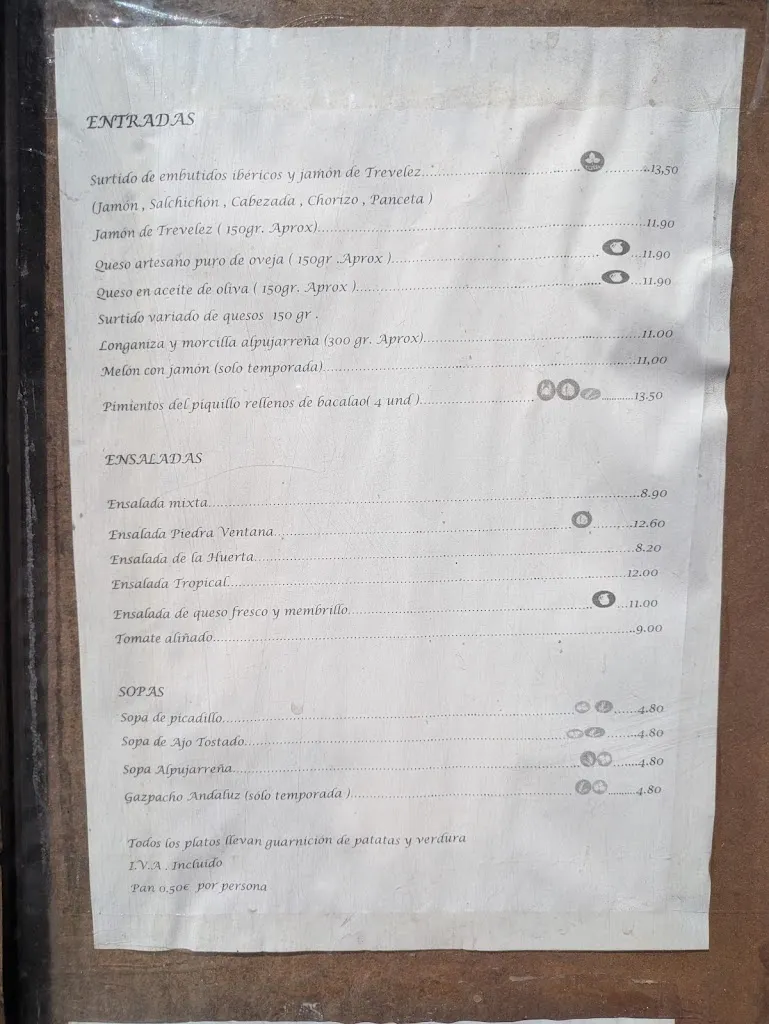 ENTRADAS
Surtido de embutidos ibéricos y jamón de Trevelez.............................13,50
(Jamón , Salchichón , Cabezada , Chorizo , Panceta )
Jamón de Trevelez ( 150gr. Aprox).............................11.90
Queso artesano puro de oveja ( 150gr .Aprox ).............................11.90
Queso en aceite de oliva ( 150gr. Aprox ).............................11.90
Surtido variado de quesos 150 gr .
Longaniza y morcilla alpujarreña (300 gr. Aprox).............................11.00
Melón con jamón (solo temporada).............................11,00
Pimientos del piquillo rellenos de bacalao( 4 und ).............................13.50
ENSALADAS
Ensalada mixta.............................8.90
Ensalada Piedra Ventana.............................12.60
Ensalada de la Huerta.............................8.20
Ensalada Tropical.............................12.00
Ensalada de queso fresco y membrillo.............................11.00
Tomate aliñado.............................9.00
SOPAS
Sopa de picadillo.............................4.80
Sopa de Ajo Tostado.............................4.80
Sopa Alpujarreña.............................4.80
Gazpacho Andaluz (sólo temporada ).............................4.80
Todos los platos llevan guarnición de patatas y verdura
I.V.A . Incluido
Pan 0.50€ por persona